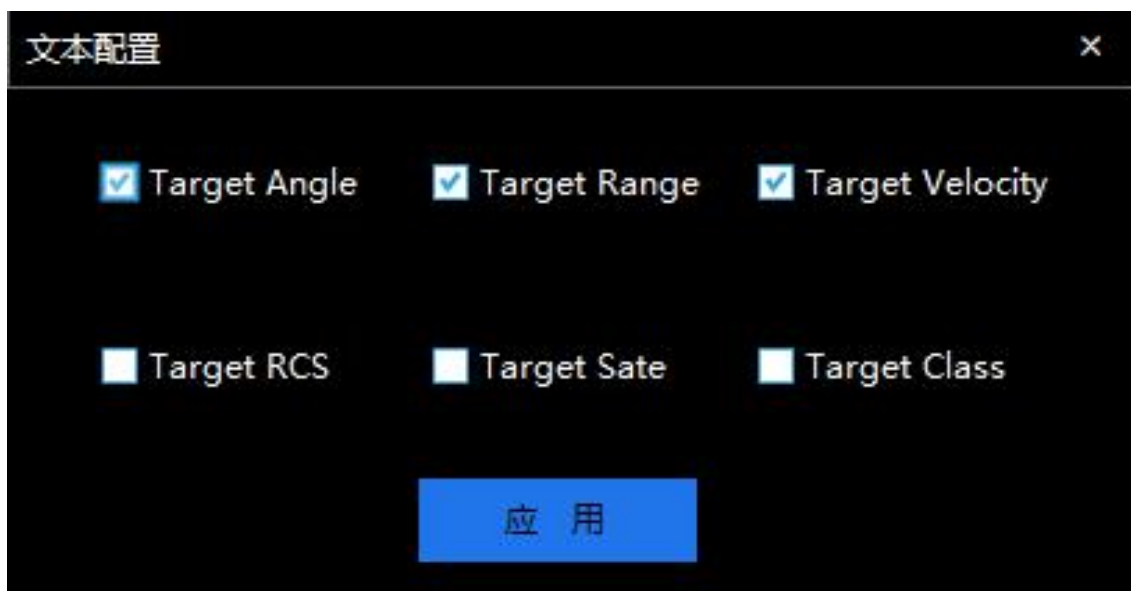 文本配置 ×
Target Angle Target Range Target Velocity
Target RCS Target Sate Target Class
应 用